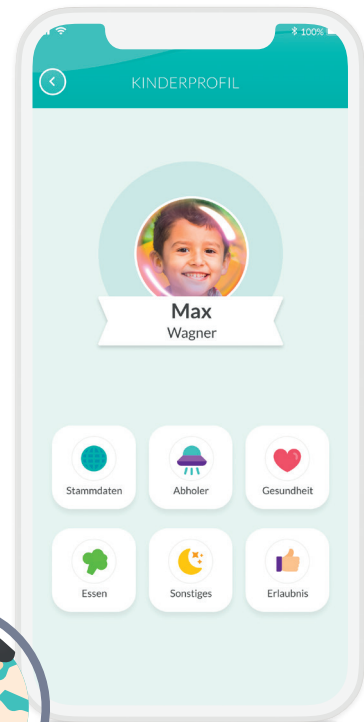 100%
KINDERPROFIL
Max
Wagner
Stammdaten
Abholer
Gesundheit
Essen
Sonstiges
Erlaubnis